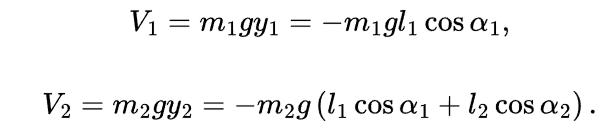 V₁ = m₁gy₁ = −m₁gl₁ cos α₁,
V₂ = m₂gy₂ = −m₂g (l₁ cos α₁ + l₂ cos α₂) .